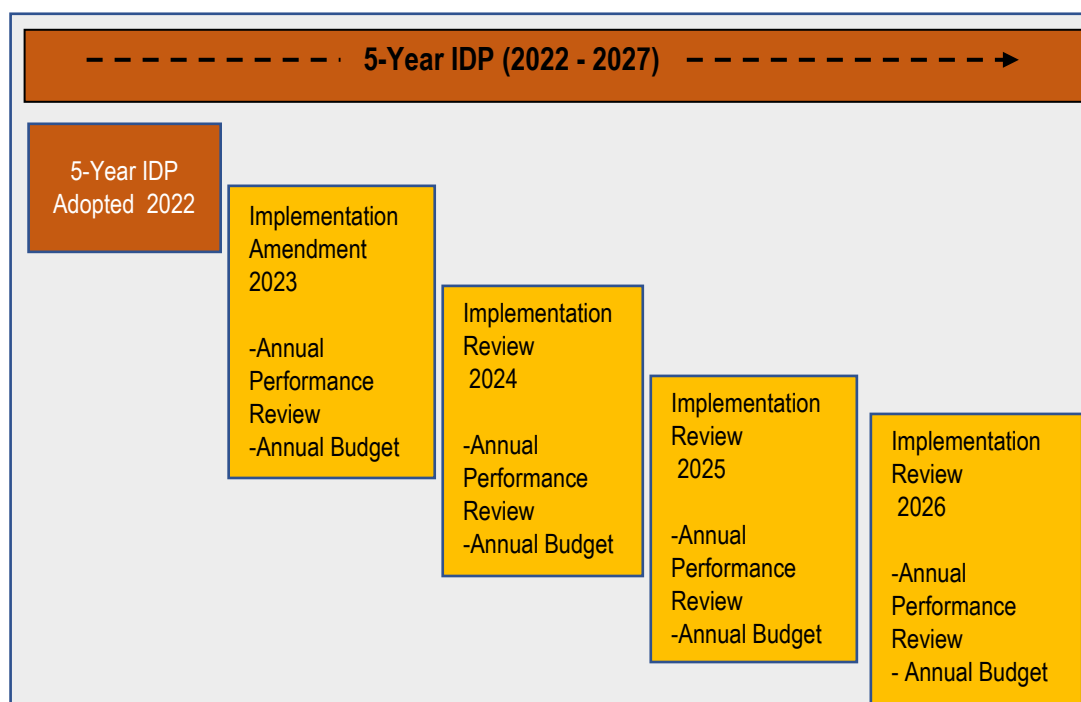 5-Year IDP (2022 - 2027)
5-Year IDP
Adopted 2022
Implementation
Amendment
2023
-Annual
Performance
Review
-Annual Budget
Implementation
Review
2024
-Annual
Performance
Review
-Annual Budget
Implementation
Review
2025
-Annual
Performance
Review
-Annual Budget
Implementation
Review
2026
-Annual
Performance
Review
- Annual Budget